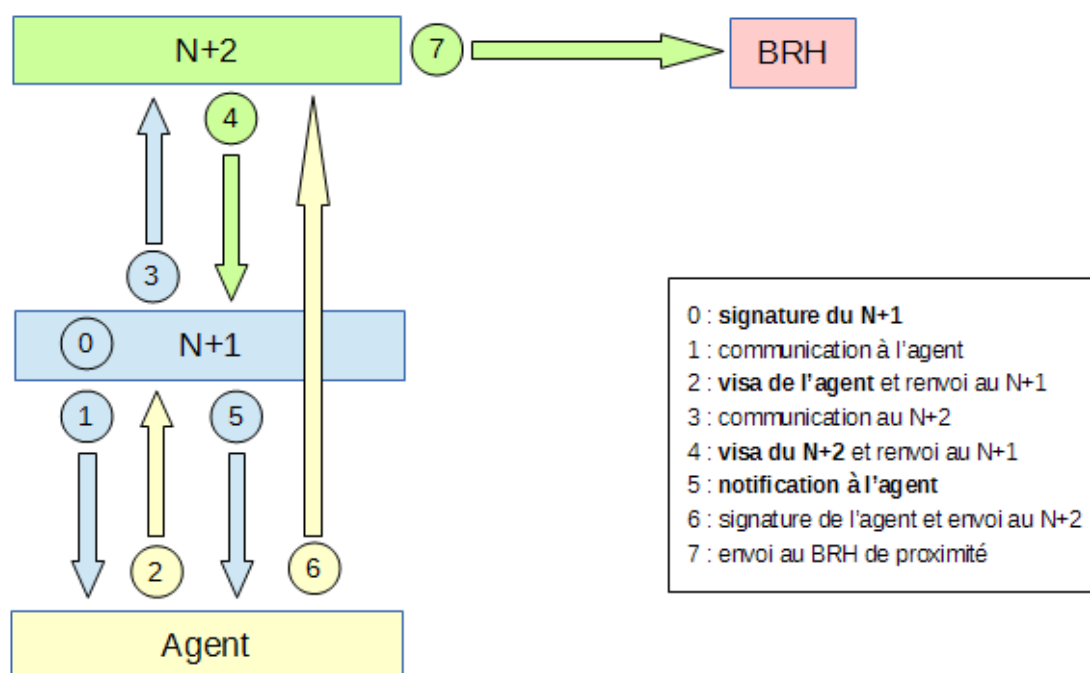 N+2
7
BRH
4
3
0
N+1
1
5
2
6
Agent
0 : signature du N+1
1 : communication à l'agent
2 : visa de l'agent et renvoi au N+1
3 : communication au N+2
4 : visa du N+2 et renvoi au N+1
5 : notification à l'agent
6 : signature de l'agent et envoi au N+2
7 : envoi au BRH de proximité